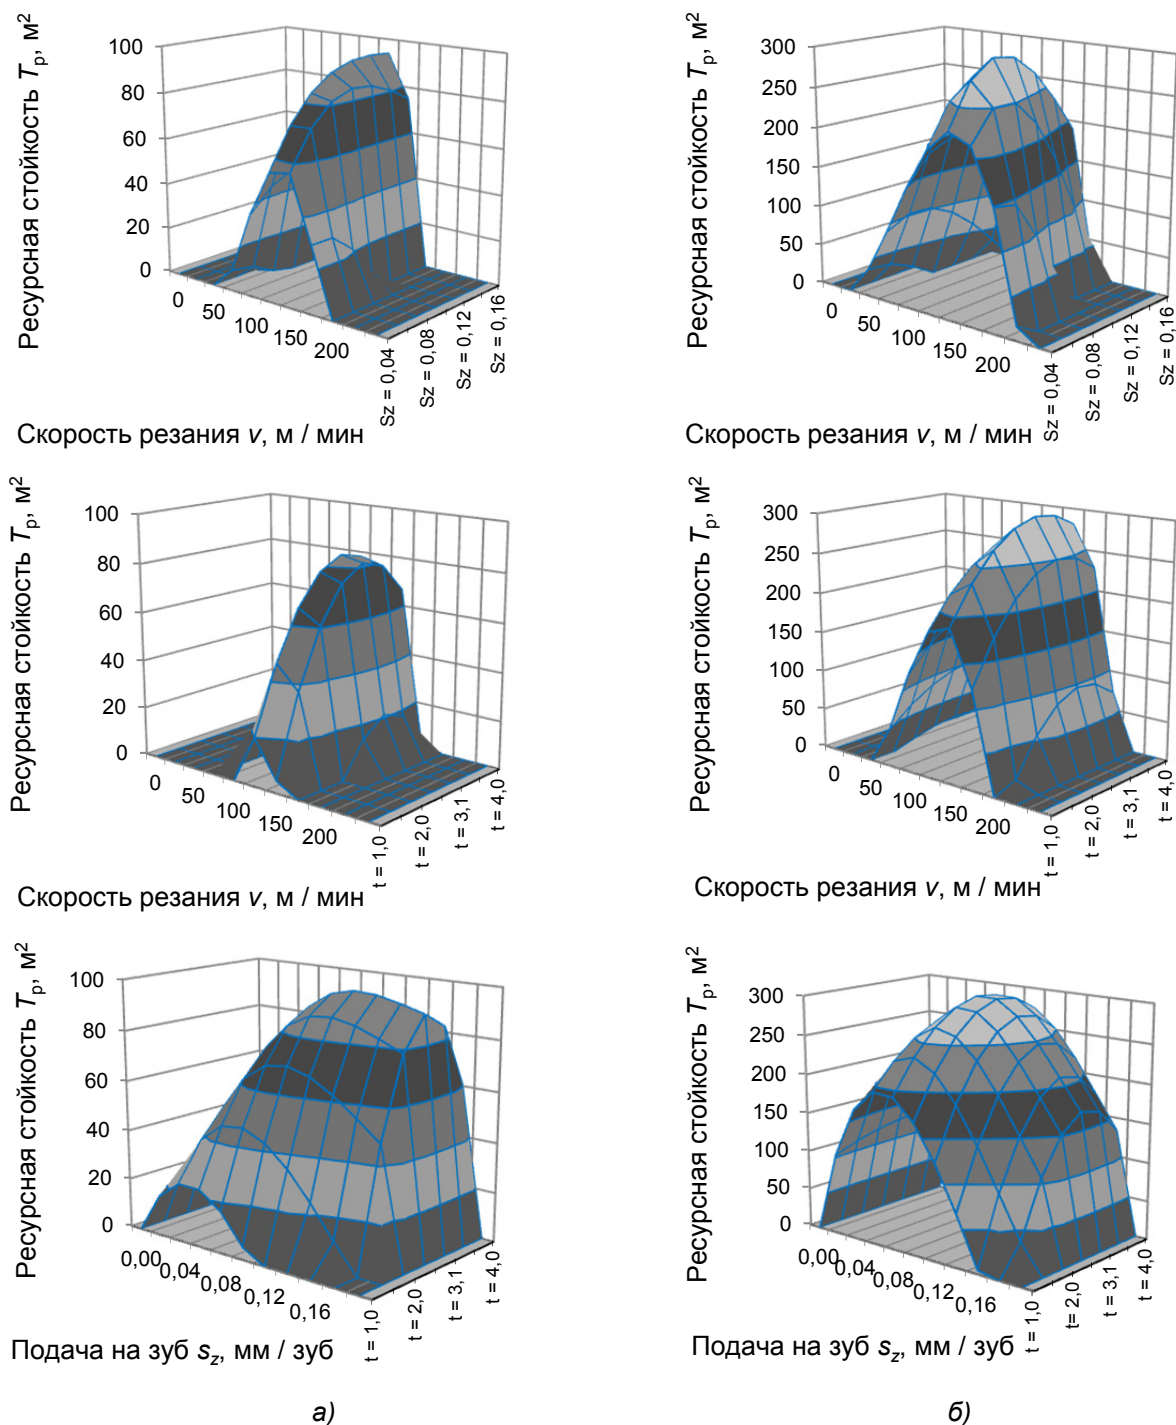 Ресурсная стойкость Tр, м²
100
80
60
40
20
0
0
50
100
150
200
Sz = 0,04
Sz = 0,08
Sz = 0,12
Sz = 0,16
Скорость резания v, м / мин
Ресурсная стойкость Tр, м²
300
250
200
150
100
50
0
0
50
100
150
200
Sz = 0,04
Sz = 0,08
Sz = 0,12
Sz = 0,16
Скорость резания v, м / мин
Ресурсная стойкость Tр, м²
100
80
60
40
20
0
0
50
100
150
200
t = 1,0
t = 2,0
t = 3,1
t = 4,0
Скорость резания v, м / мин
Ресурсная стойкость Tр, м²
300
250
200
150
100
50
0
0
50
100
150
200
t = 1,0
t = 2,0
t = 3,1
t = 4,0
Скорость резания v, м / мин
Ресурсная стойкость Tр, м²
100
80
60
40
20
0
0,00
0,04
0,08
0,12
0,16
t = 1,0
t = 2,0
t = 3,1
t = 4,0
Подача на зуб sz, мм / зуб
Ресурсная стойкость Tр, м²
300
250
200
150
100
50
0
0,00
0,04
0,08
0,12
0,16
t = 1,0
t= 2,0
t = 3,1
t = 4,0
Подача на зуб sz, мм / зуб
а)
б)